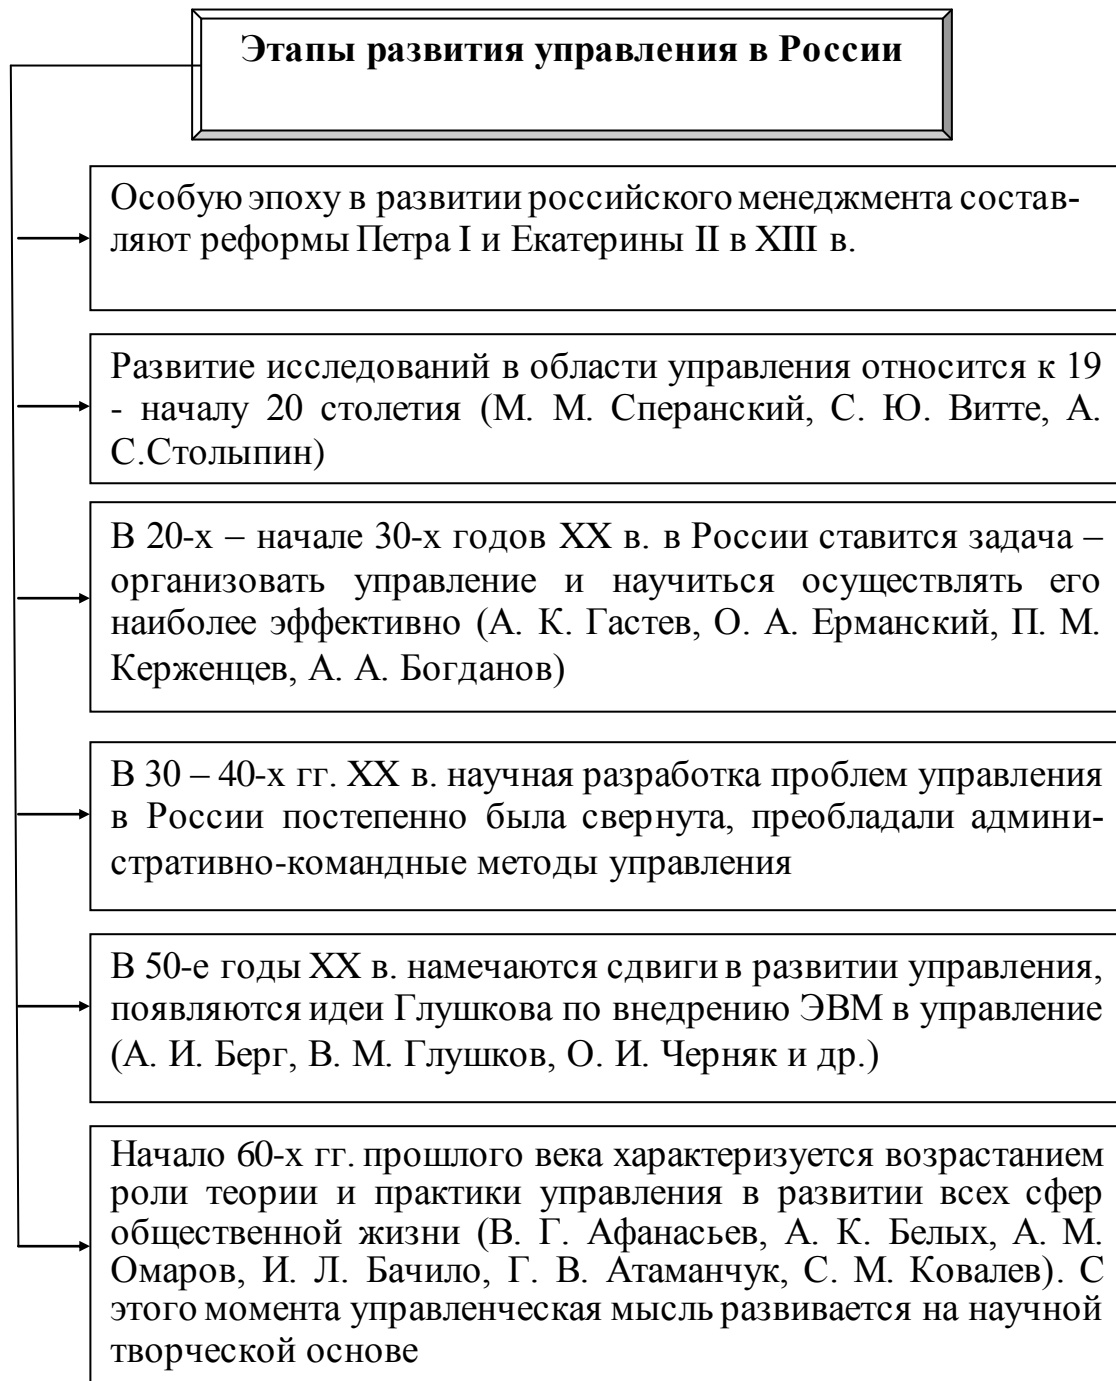 Этапы развития управления в России
Особую эпоху в развитии российского менеджмента состав-
ляют реформы Петра I и Екатерины II в XIII в.
Развитие исследований в области управления относится к 19
- началу 20 столетия (М. М. Сперанский, С. Ю. Витте, А.
С.Столыпин)
В 20-х – начале 30-х годов XX в. в России ставится задача –
организовать управление и научиться осуществлять его
наиболее эффективно (А. К. Гастев, О. А. Ерманский, П. М.
Керженцев, А. А. Богданов)
В 30 – 40-х гг. XX в. научная разработка проблем управления
в России постепенно была свернута, преобладали админи-
стративно-командные методы управления
В 50-е годы XX в. намечаются сдвиги в развитии управления,
появляются идеи Глушкова по внедрению ЭВМ в управление
(А. И. Берг, В. М. Глушков, О. И. Черняк и др.)
Начало 60-х гг. прошлого века характеризуется возрастанием
роли теории и практики управления в развитии всех сфер
общественной жизни (В. Г. Афанасьев, А. К. Белых, А. М.
Омаров, И. Л. Бачило, Г. В. Атаманчук, С. М. Ковалев). С
этого момента управленческая мысль развивается на научной
творческой основе